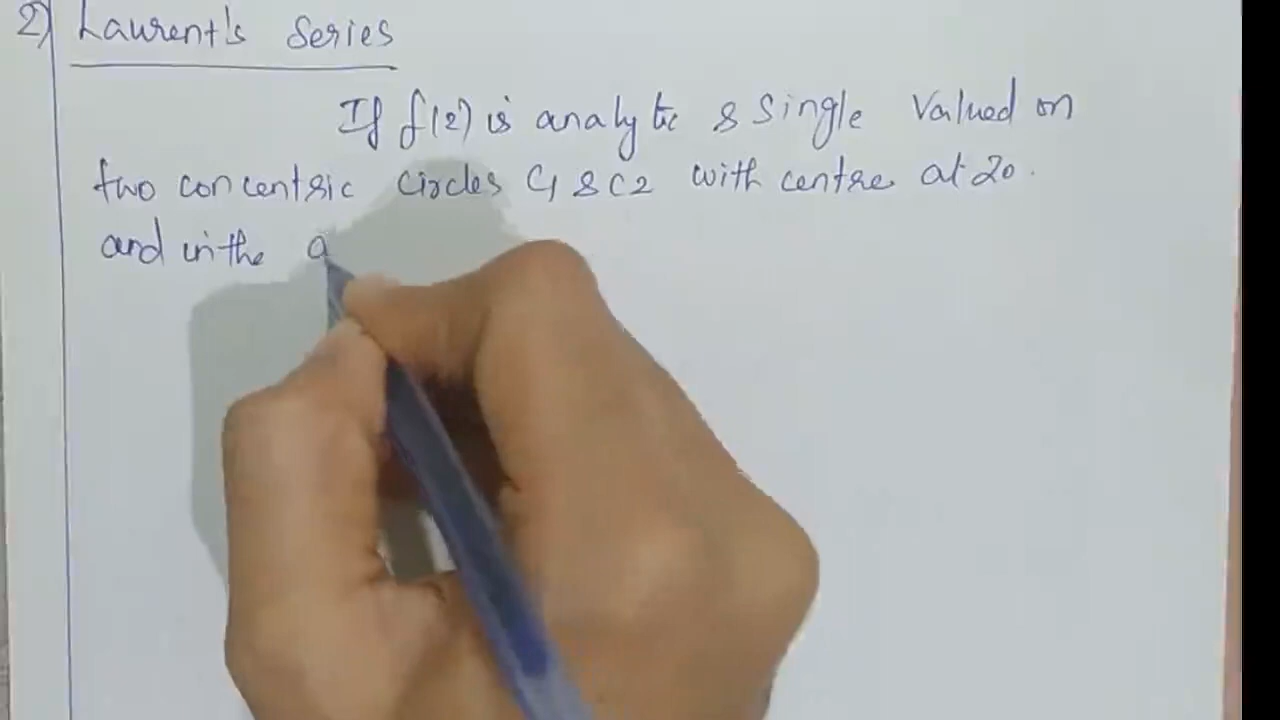 2) Laurent's Series
If f(z) is analytic & Single Valued on
two concentric circles C1 & C2 with centre at z0.
and in the a